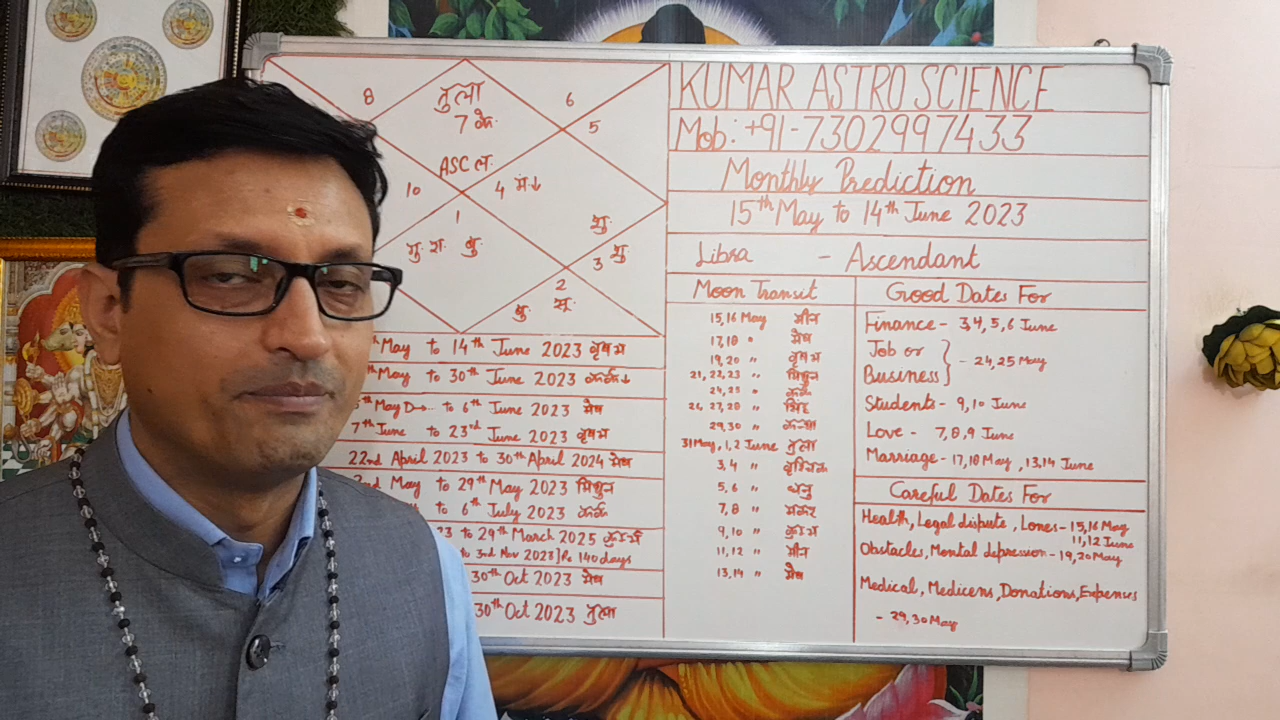 8
तुला
6
7 के.
5
ASC ल.
10
4 मं↓
1
शु.
गु. रा. बु
3
2
सू.
May to 14th June 2023 वृषभ
May to 30th June 2023 कर्क↓
th May D→ to 6th June 2023 मेष
7th June to 23rd June 2023 वृषभ
22nd April 2023 to 30th April 2024 मेष
2nd May to 29th May 2023 मिथुन
to 6th July 2023 कर्क
23 to 29th March 2025 कुंभ
to 3rd Nov 2023] Re 140 days
30th Oct 2023 मेष
30th Oct 2023 तुला
KUMAR ASTRO SCIENCE
Mob: +91-7302997433
Monthly Prediction
15th May to 14th June 2023
Libra - Ascendant
Moon Transit
15,16 May मीन
17,18 " मेष
19,20 " वृषभ
21,22,23 " मिथुन
24,25 " कर्क
26,27,28 " सिंह
29,30 " कन्या
31 May, 1,2 June तुला
3,4 " वृश्चिक
5,6 " धनु
7,8 " मकर
9,10 " कुंभ
11,12 " मीन
13,14 " मेष
Good Dates For
Finance - 3,4,5,6 June
Job or
Business } - 24,25 May
Students - 9,10 June
Love - 7,8,9 June
Marriage - 17,18 May, 13,14 June
Careful Dates For
Health, Legal dispute, Lones - 15,16 May
11,12 June
Obstacles, Mental depression - 19,20 May
Medical, Medicens, Donations, Expenses
- 29,30 May